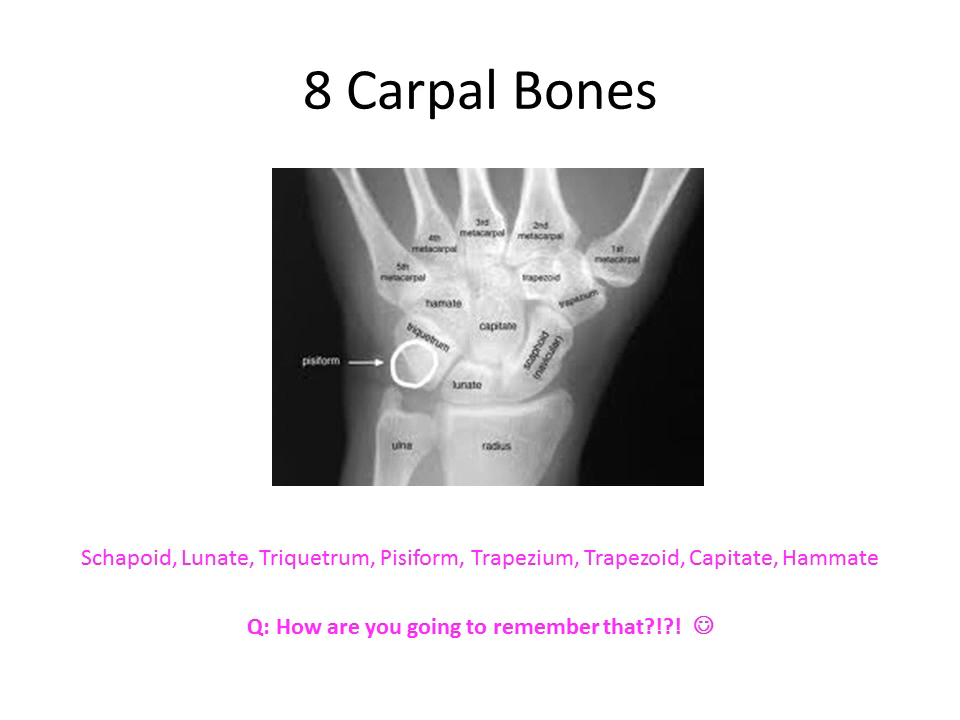 8 Carpal Bones
3rd
metacarpal
2nd
metacarpal
4th
metacarpal
1st
metacarpal
5th
metacarpal
trapezoid
trapezium
hamate
capitate
triquetrum
scaphoid
(navicular)
pisiform
lunate
ulna
radius
Schapoid, Lunate, Triquetrum, Pisiform, Trapezium, Trapezoid, Capitate, Hammate
Q: How are you going to remember that?!?! ☺